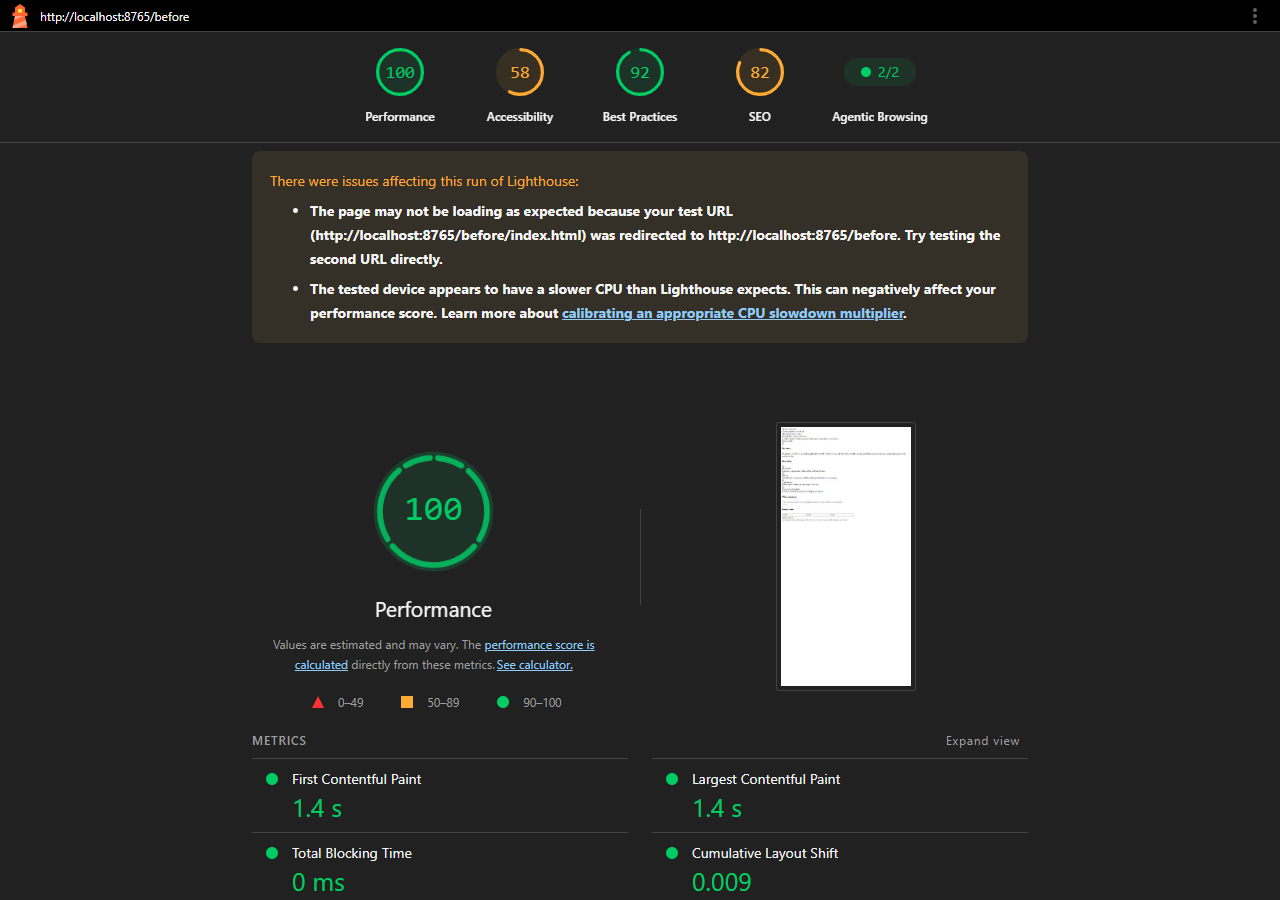 http://localhost:8765/before
100
58
92
82
2/2
Performance
Accessibility
Best Practices
SEO
Agentic Browsing
There were issues affecting this run of Lighthouse:
The page may not be loading as expected because your test URL
(http://localhost:8765/before/index.html) was redirected to http://localhost:8765/before. Try testing the
second URL directly.
The tested device appears to have a slower CPU than Lighthouse expects. This can negatively affect your
performance score. Learn more about calibrating an appropriate CPU slowdown multiplier.
100
Performance
Values are estimated and may vary. The performance score is
calculated directly from these metrics. See calculator.
0–49
50–89
90–100
METRICS
Expand view
First Contentful Paint
1.4 s
Largest Contentful Paint
1.4 s
Total Blocking Time
0 ms
Cumulative Layout Shift
0.009